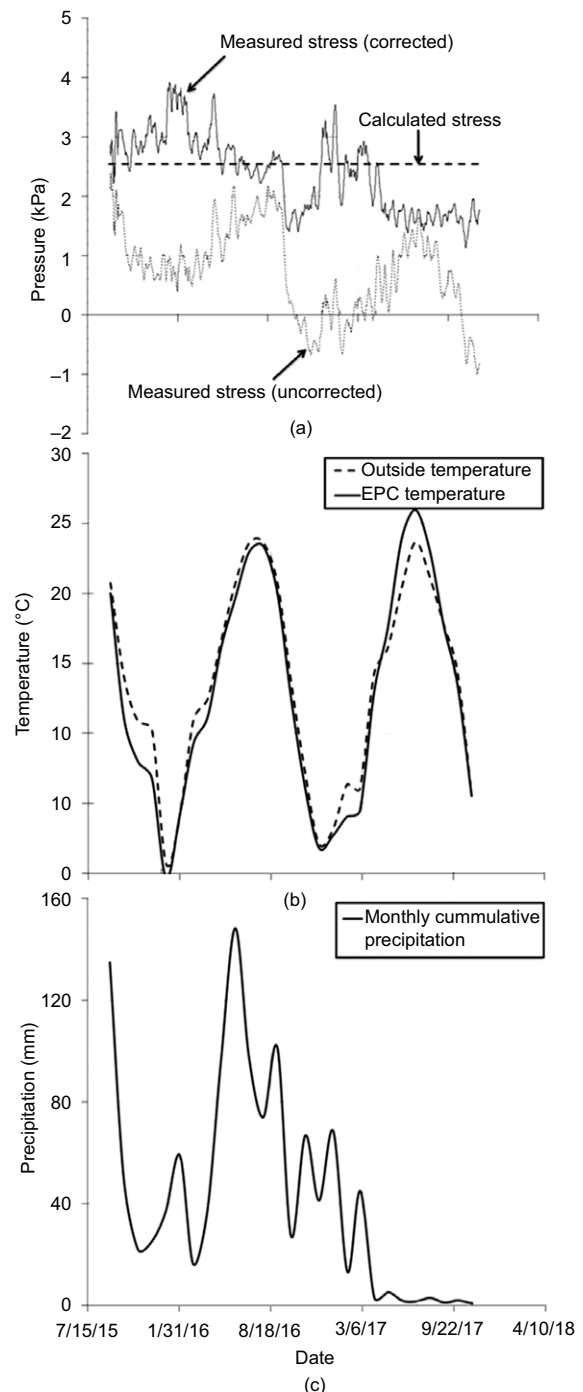 5
Measured stress (corrected)
4
Calculated stress
3
2
Pressure (kPa)
1
0
–1
Measured stress (uncorrected)
(a)
–2
30
Outside temperature
EPC temperature
25
20
Temperature (°C)
15
10
10
0
(b)
160
Monthly cummulative
precipitation
120
Precipitation (mm)
80
40
0
7/15/15 1/31/16 8/18/16 3/6/17 9/22/17 4/10/18
Date
(c)